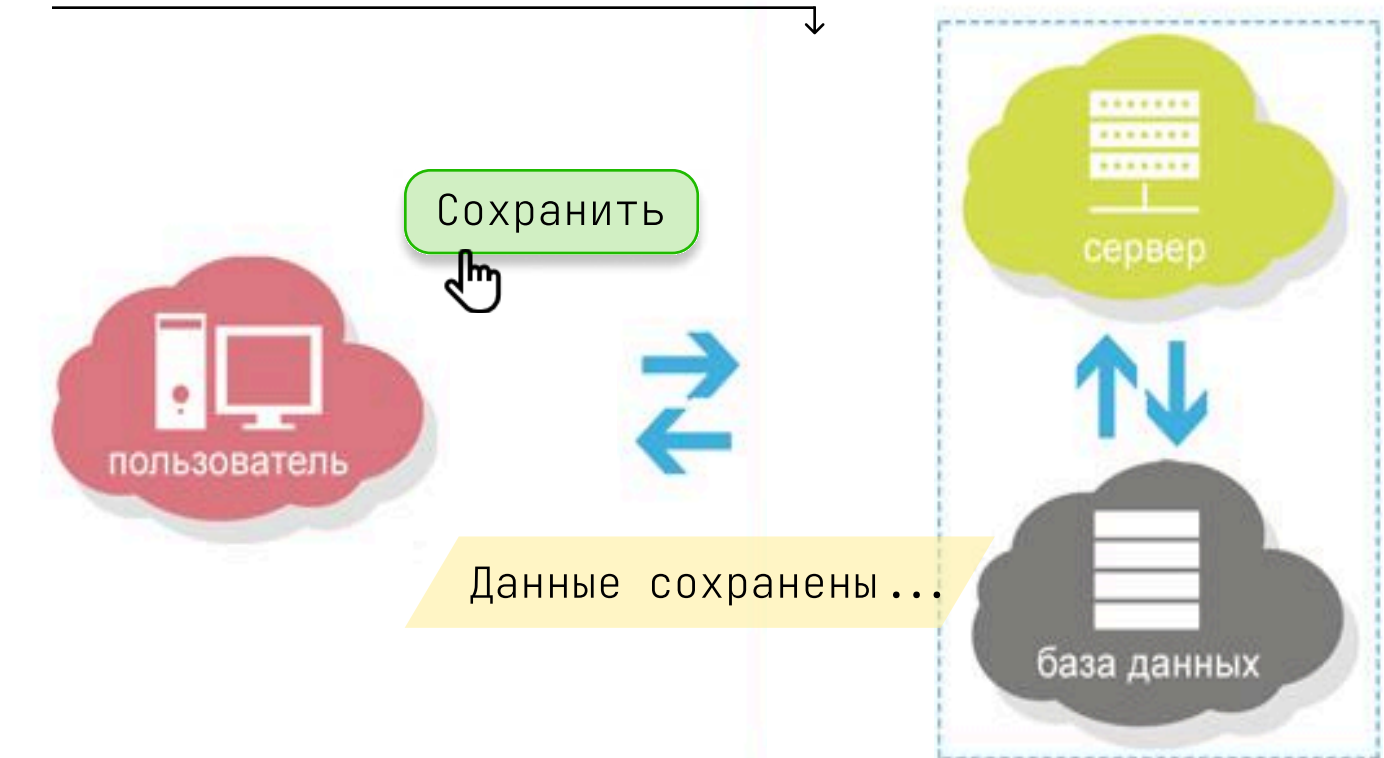 Сохранить
сервер
пользователь
Данные сохранены...
база данных